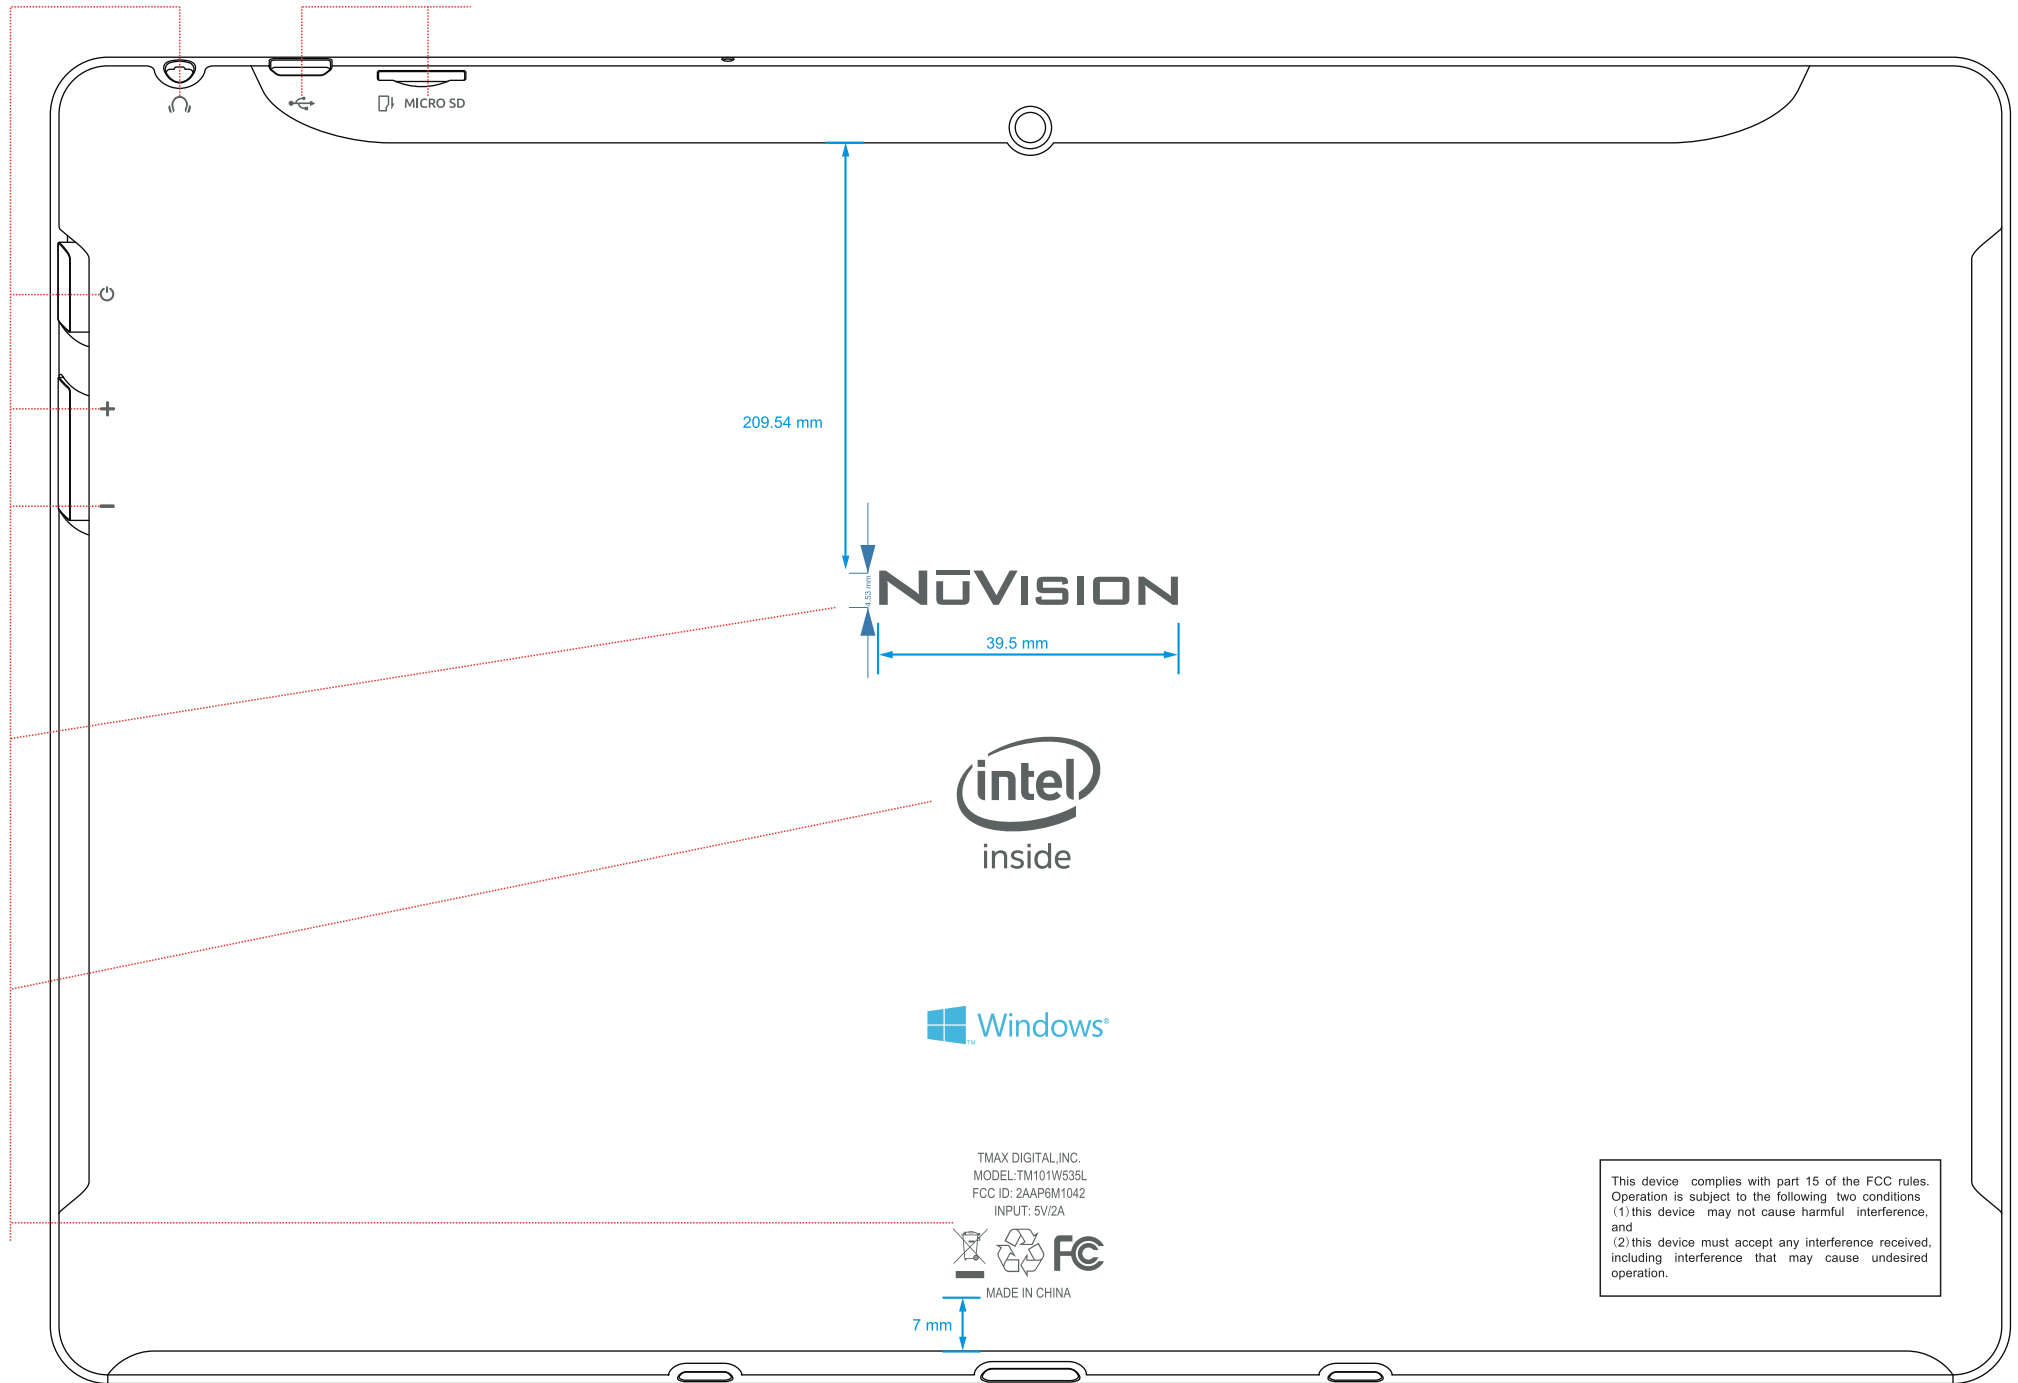 MICRO SD
209.54 mm
4.53 mm
NūVISION
39.5 mm
intel
inside
Windows®
TM
TMAX DIGITAL,INC.
MODEL:TM101W535L
FCC ID: 2AAP6M1042
INPUT: 5V/2A
FC
MADE IN CHINA
7 mm
This device complies with part 15 of the FCC rules.
Operation is subject to the following two conditions
(1)this device may not cause harmful interference,
and
(2)this device must accept any interference received,
including interference that may cause undesired
operation.